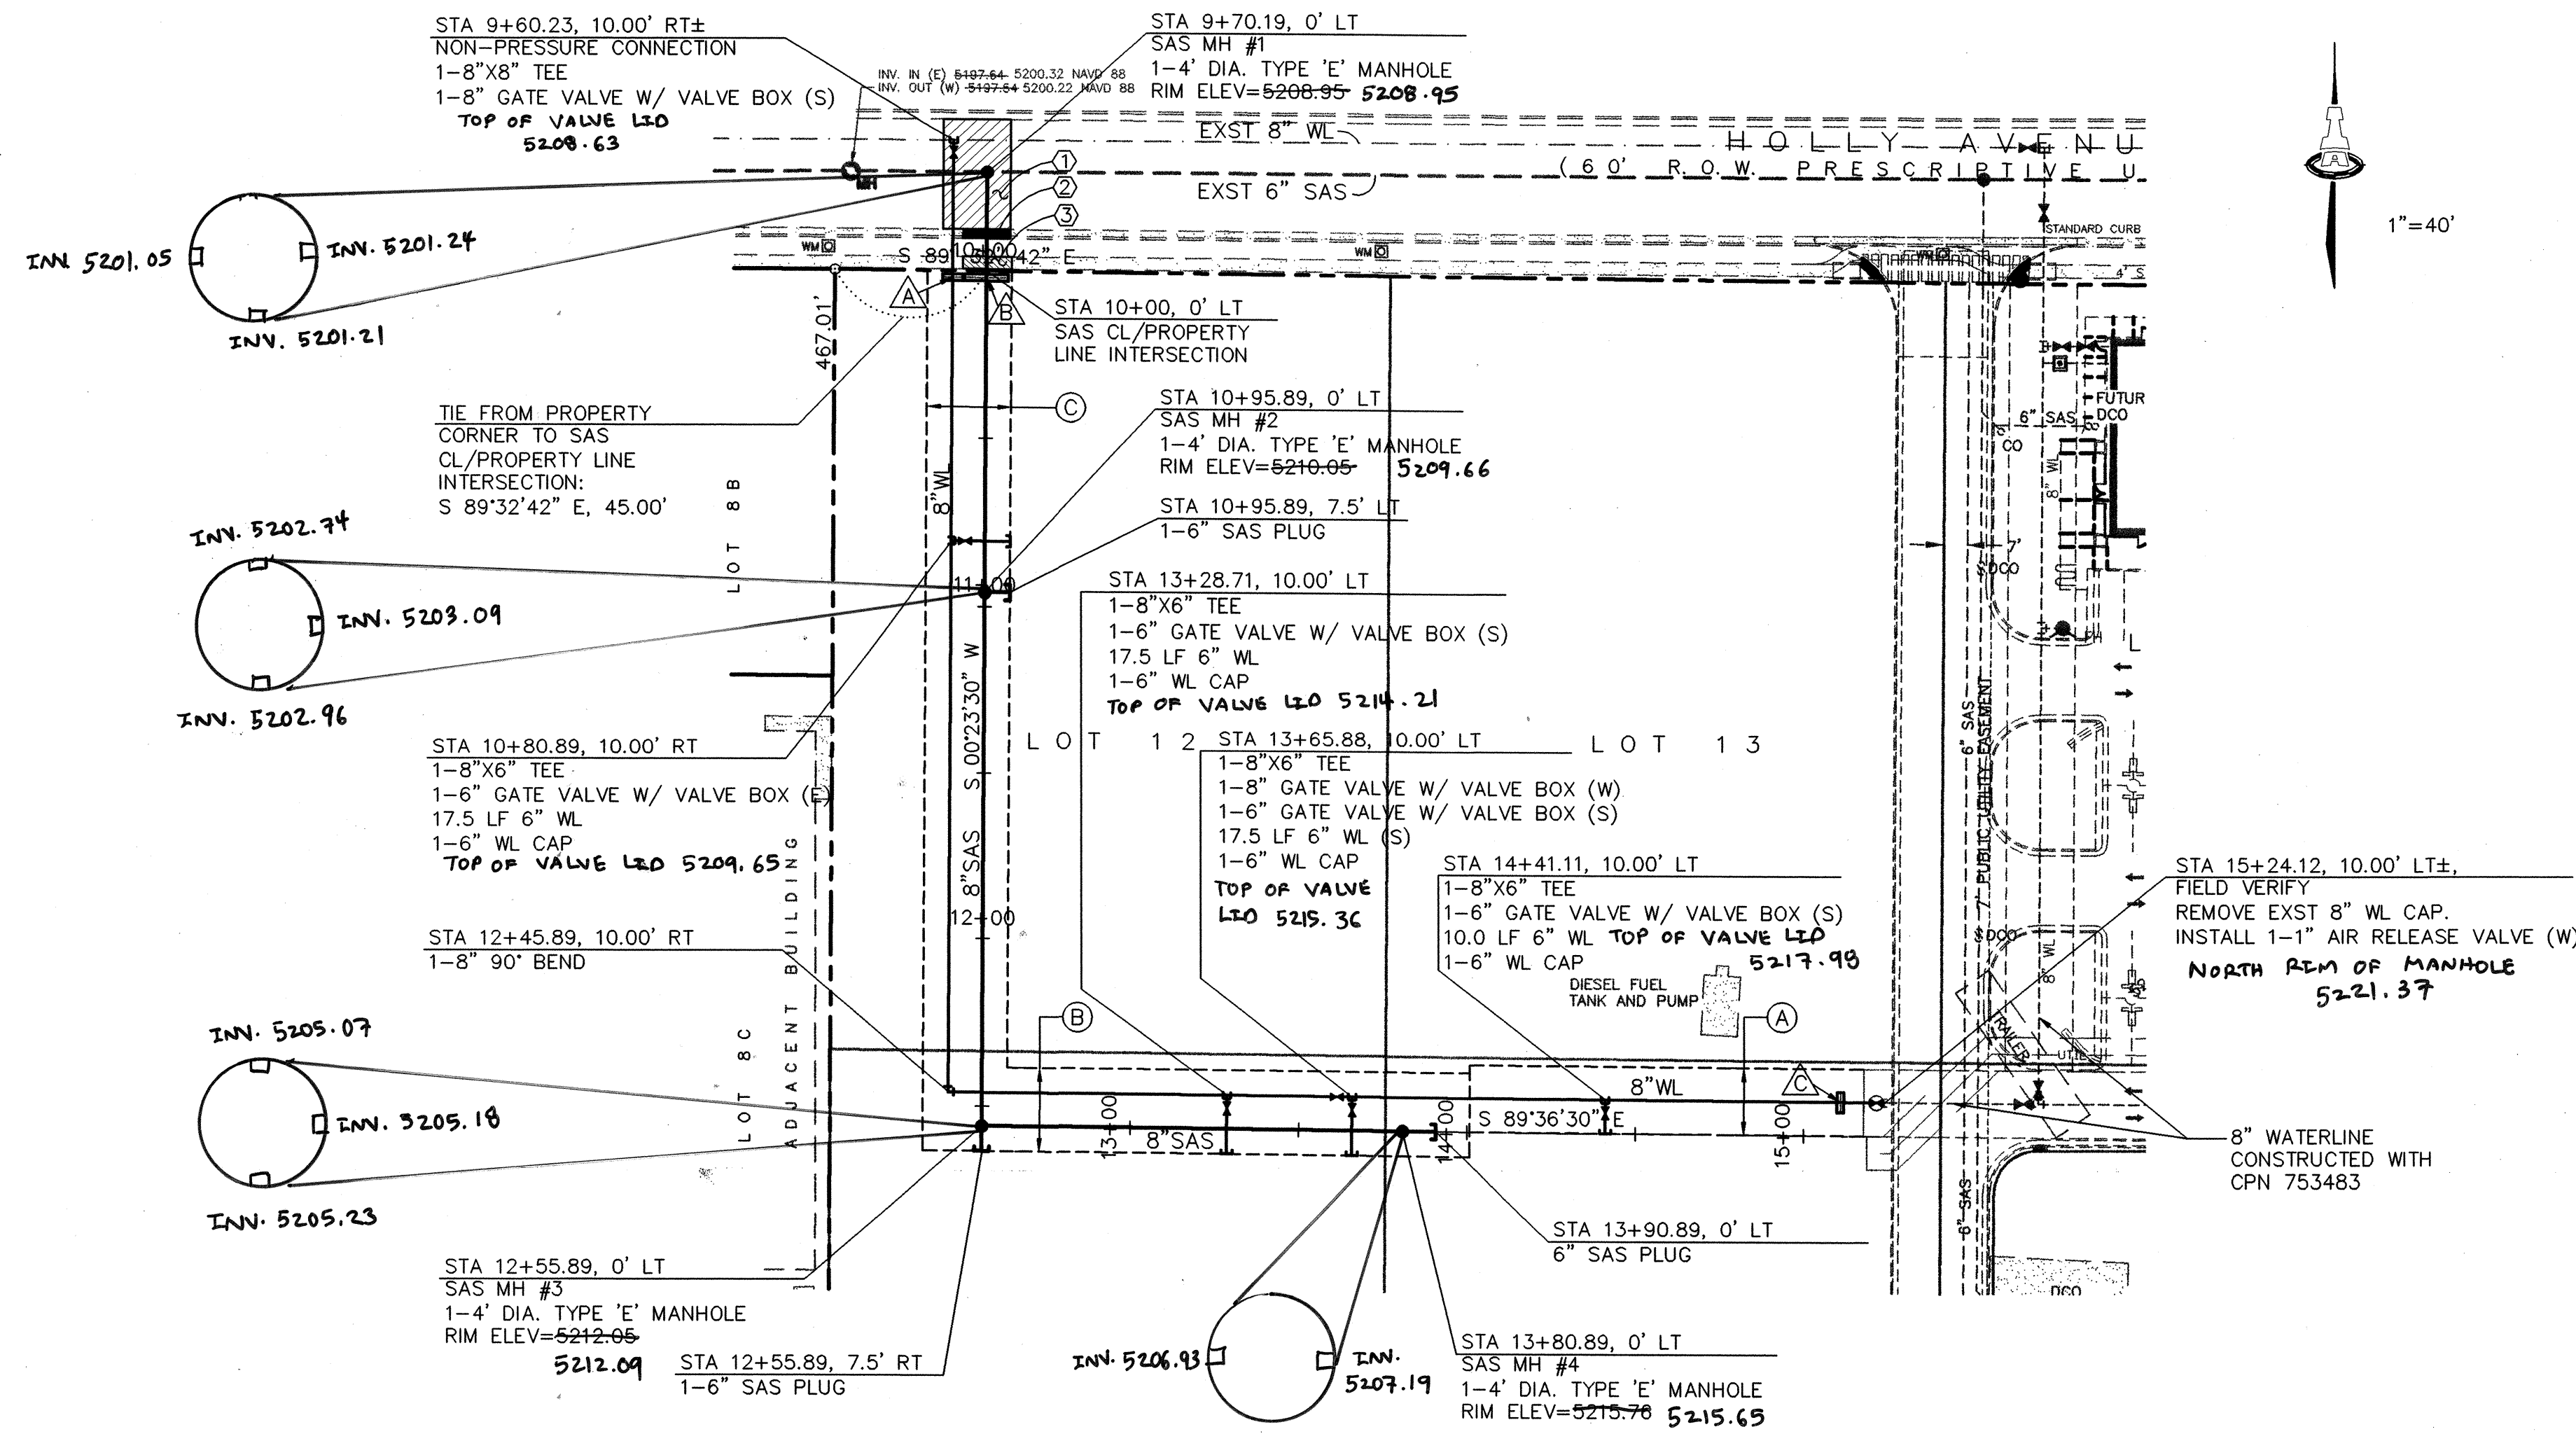 STA 9+60.23, 10.00' RT±
NON-PRESSURE CONNECTION
1-8"X8" TEE
1-8" GATE VALVE W/ VALVE BOX (S)
TOP OF VALVE LID
5208.63
INV. IN (E) 5197.64 5200.32 NAVD 88
INV. OUT (W) 5197.54 5200.22 NAVD 88
STA 9+70.19, 0' LT
SAS MH #1
1-4' DIA. TYPE 'E' MANHOLE
RIM ELEV=5208.95 5208.95
EXST 8" WL
HOLLY AVENU
(60' R.O.W. PRESCRIPTIVE U
EXST 6" SAS
MH
1
2
3
1"=40'
STANDARD CURB
4' S
WM
WM
WM
10+00
S 89°32'42" E
INV. 5201.05
INV. 5201.24
INV. 5201.21
A
B
STA 10+00, 0' LT
SAS CL/PROPERTY
LINE INTERSECTION
467.01'
TIE FROM PROPERTY
CORNER TO SAS
CL/PROPERTY LINE
INTERSECTION:
S 89°32'42" E, 45.00'
C
STA 10+95.89, 0' LT
SAS MH #2
1-4' DIA. TYPE 'E' MANHOLE
RIM ELEV=5210.05 5209.66
STA 10+95.89, 7.5' LT
1-6" SAS PLUG
FUTUR
DCO
6" SAS
CO
8" WL
7'
DCO
LOT 8B
8"WL
11+00
INV. 5202.74
INV. 5203.09
INV. 5202.96
STA 13+28.71, 10.00' LT
1-8"X6" TEE
1-6" GATE VALVE W/ VALVE BOX (S)
17.5 LF 6" WL
1-6" WL CAP
TOP OF VALVE LID 5214.21
S 00°23'30" W
LOT 12
LOT 13
STA 10+80.89, 10.00' RT
1-8"X6" TEE
1-6" GATE VALVE W/ VALVE BOX (E)
17.5 LF 6" WL
1-6" WL CAP
TOP OF VALVE LID 5209.65
STA 13+65.88, 10.00' LT
1-8"X6" TEE
1-8" GATE VALVE W/ VALVE BOX (W)
1-6" GATE VALVE W/ VALVE BOX (S)
17.5 LF 6" WL (S)
1-6" WL CAP
TOP OF VALVE
LID 5215.36
6" SAS
7' PUBLIC UTILITY EASEMENT
8"SAS
12+00
STA 14+41.11, 10.00' LT
1-8"X6" TEE
1-6" GATE VALVE W/ VALVE BOX (S)
10.0 LF 6" WL TOP OF VALVE LID
1-6" WL CAP 5217.98
STA 15+24.12, 10.00' LT±,
FIELD VERIFY
REMOVE EXST 8" WL CAP.
INSTALL 1-1" AIR RELEASE VALVE (W)
NORTH RIM OF MANHOLE
5221.37
STA 12+45.89, 10.00' RT
1-8" 90° BEND
ADJACENT BUILDING
LOT 8C
DIESEL FUEL
TANK AND PUMP
DCO
8" WL
TRAILER
UTIL
B
A
C
INV. 5205.07
INV. 5205.18
INV. 5205.23
8"WL
S 89°36'30" E
13+00
8"SAS
14+00
15+00
6" SAS
8" WATERLINE
CONSTRUCTED WITH
CPN 753483
STA 13+90.89, 0' LT
6" SAS PLUG
STA 12+55.89, 0' LT
SAS MH #3
1-4' DIA. TYPE 'E' MANHOLE
RIM ELEV=5212.05
5212.09
STA 12+55.89, 7.5' RT
1-6" SAS PLUG
INV. 5206.93
INV.
5207.19
STA 13+80.89, 0' LT
SAS MH #4
1-4' DIA. TYPE 'E' MANHOLE
RIM ELEV=5215.76 5215.65
DCO